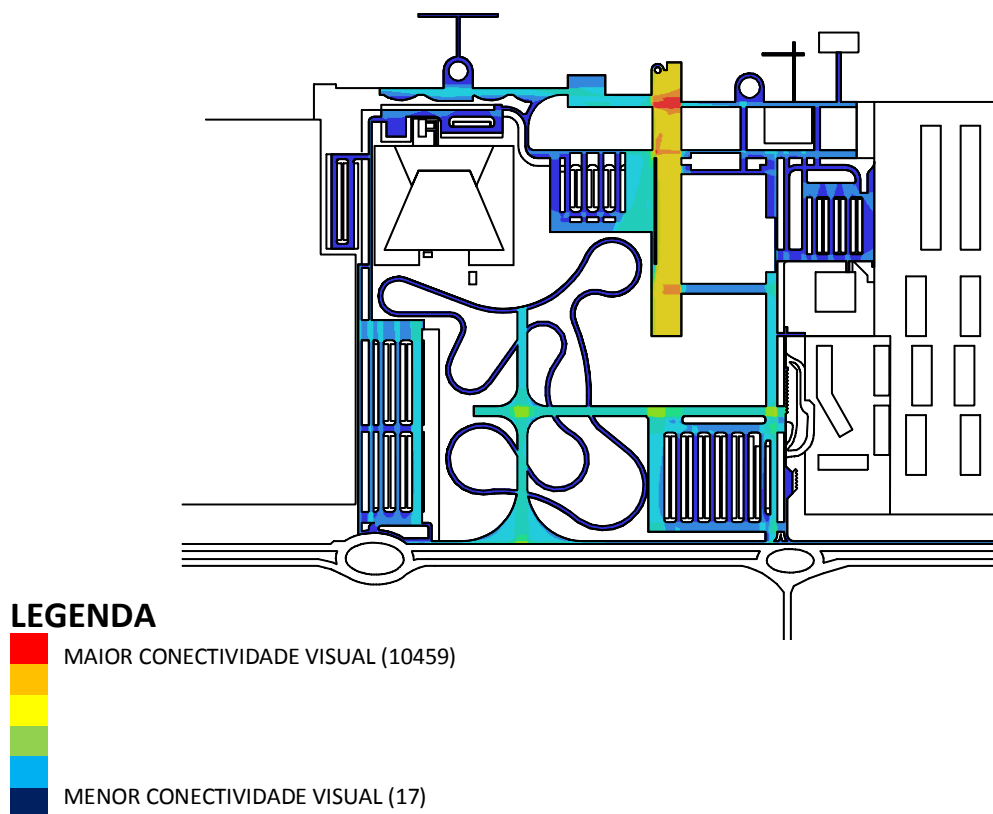 LEGENDA
MAIOR CONECTIVIDADE VISUAL (10459)
MENOR CONECTIVIDADE VISUAL (17)